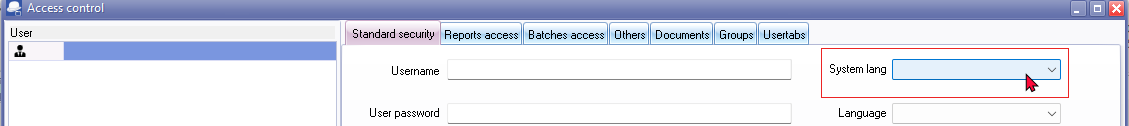 Access control
User
Standard security Reports access Batches access Others Documents Groups Usertabs
Username
System lang
User password
Language